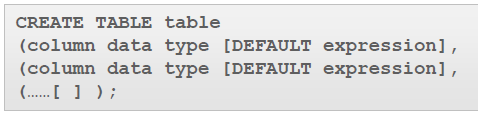 CREATE TABLE table
(column data type [DEFAULT expression],
(column data type [DEFAULT expression],
(……[ ] );